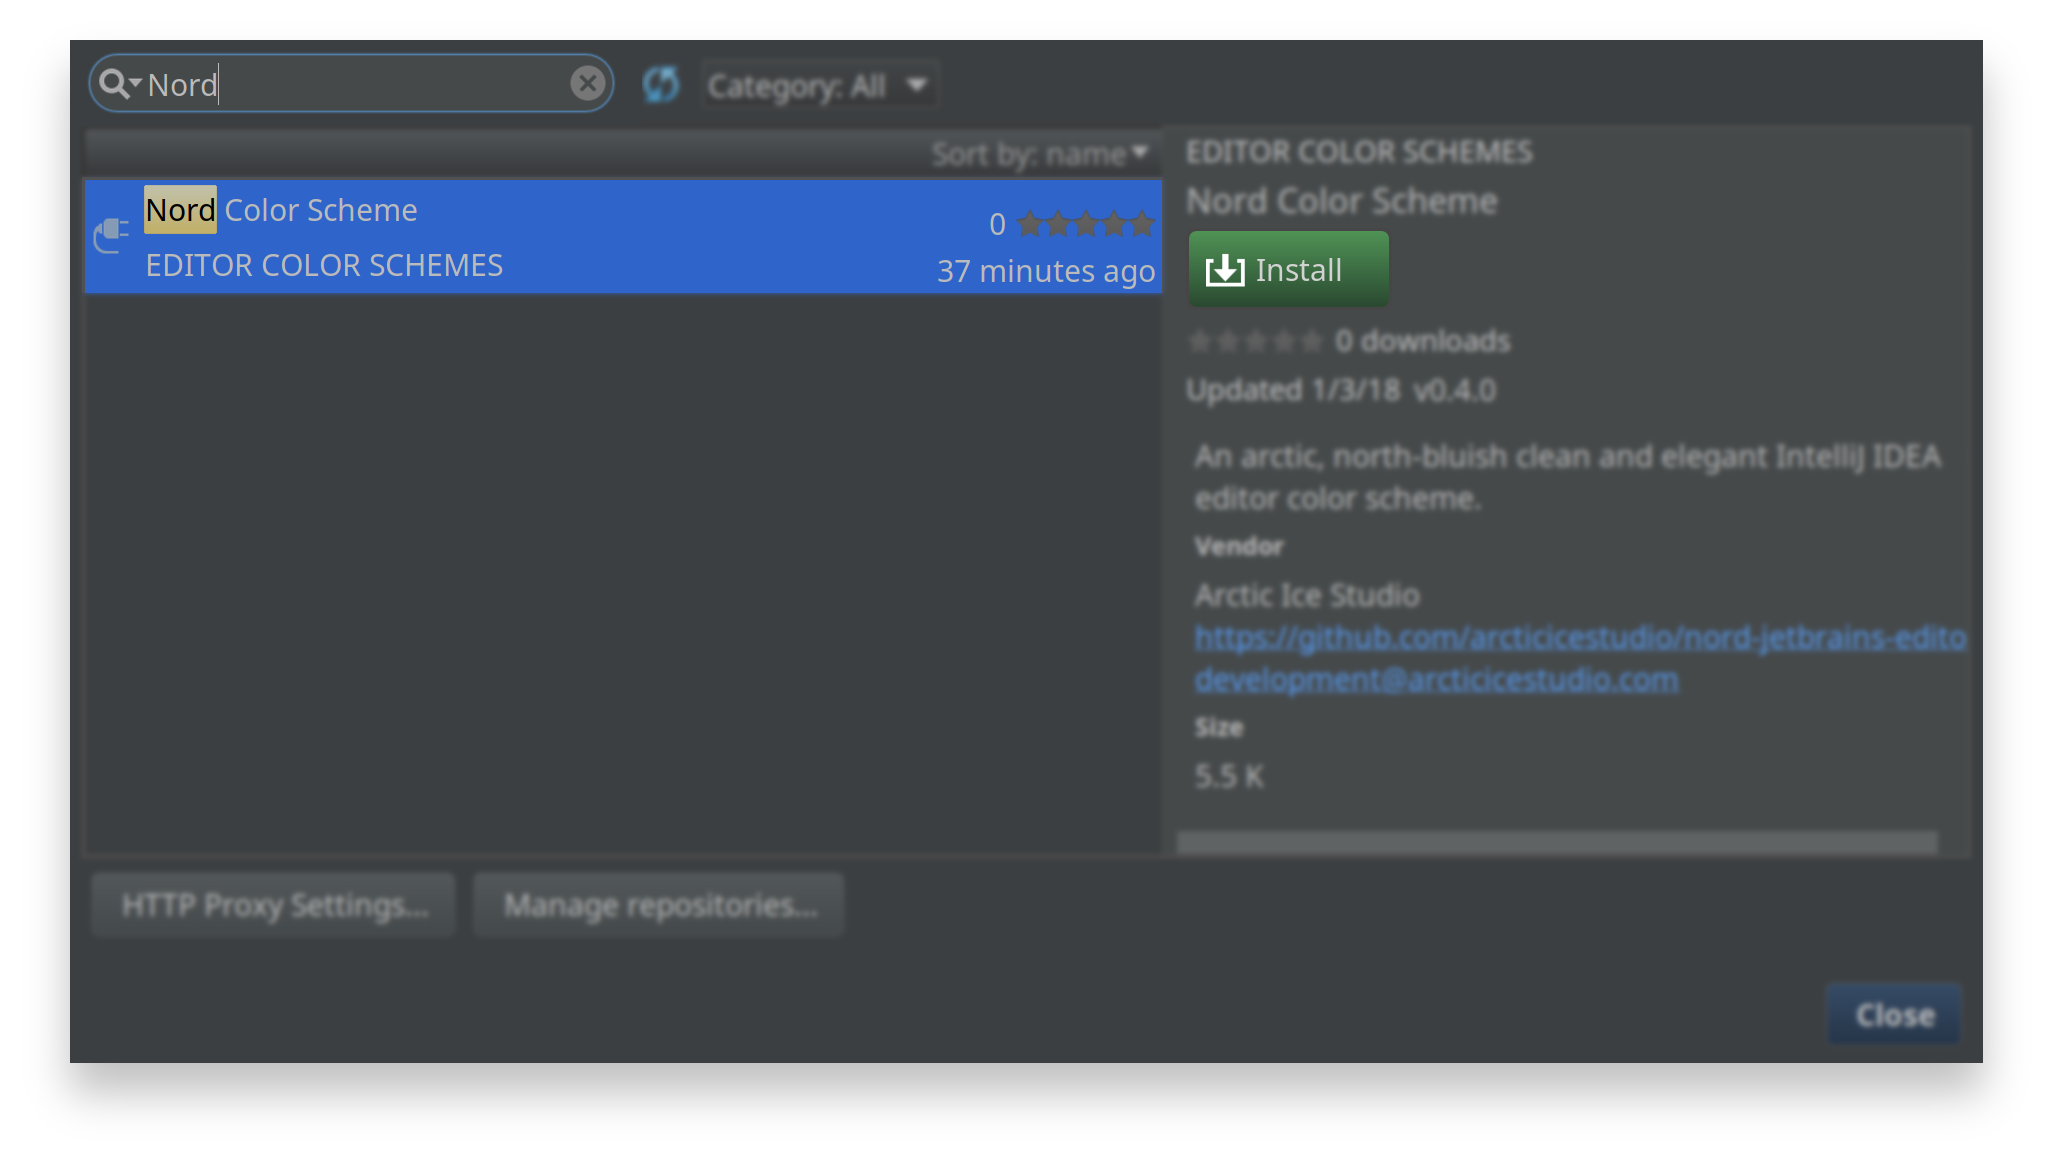 Nord
Category: All
Sort by: name
Nord Color Scheme
0
EDITOR COLOR SCHEMES
37 minutes ago
EDITOR COLOR SCHEMES
Nord Color Scheme
Install
0 downloads
Updated 1/3/18 v0.4.0
An arctic, north-bluish clean and elegant IntelliJ IDEA
editor color scheme.
Vendor
Arctic Ice Studio
https://github.com/arcticicestudio/nord-jetbrains-edito
development@arcticicestudio.com
Size
5.5 K
HTTP Proxy Settings...
Manage repositories...
Close